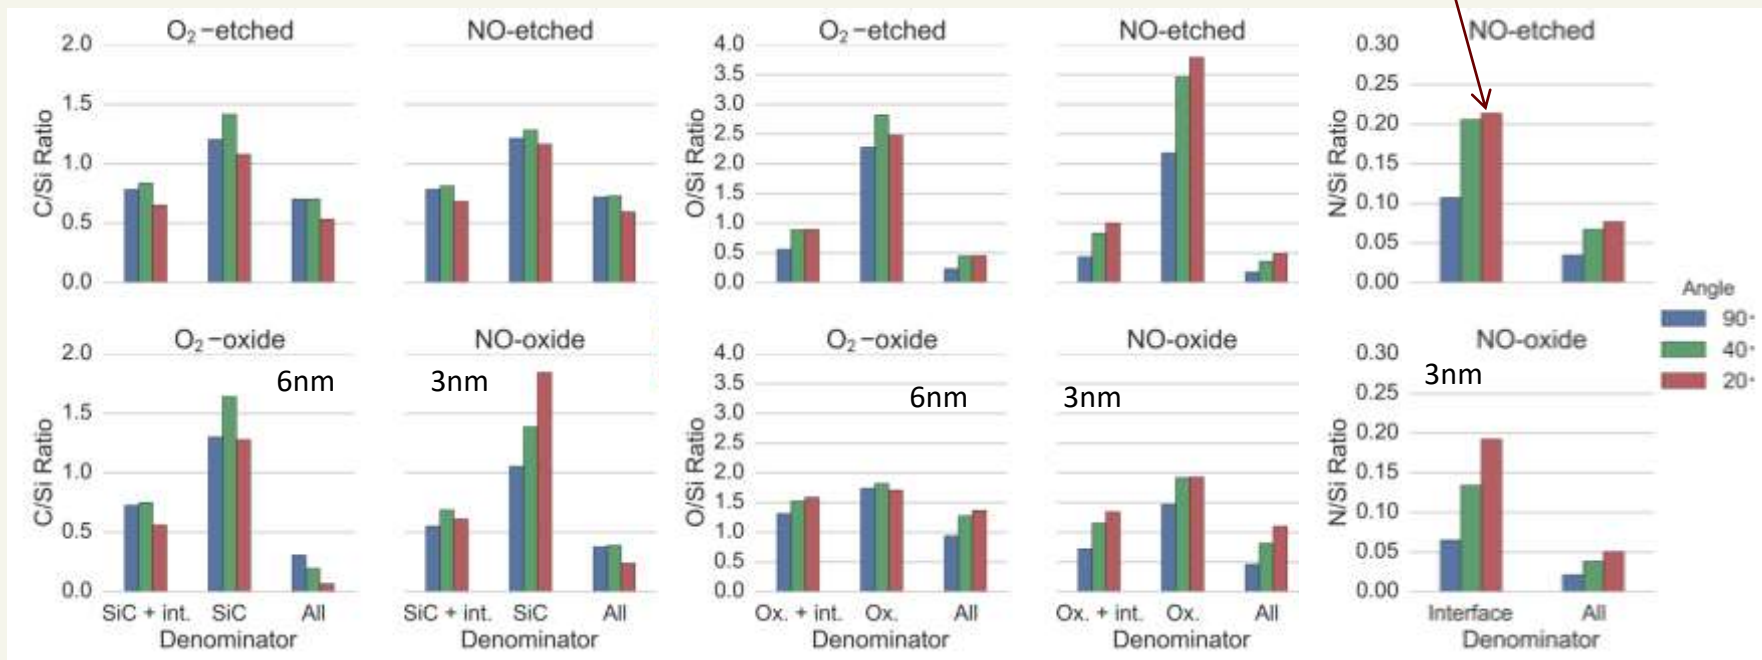 O₂−etched
2.0
1.5
1.0
0.5
0.0
C/Si Ratio
NO-etched
O₂−etched
4.0
3.5
3.0
2.5
2.0
1.5
1.0
0.5
0.0
O/Si Ratio
NO-etched
NO-etched
0.30
0.25
0.20
0.15
0.10
0.05
0.00
N/Si Ratio
Angle
90°
40°
20°
O₂−oxide
6nm
2.0
1.5
1.0
0.5
0.0
C/Si Ratio
SiC + int. SiC All
Denominator
NO-oxide
3nm
SiC + int. SiC All
Denominator
O₂−oxide
6nm
4.0
3.5
3.0
2.5
2.0
1.5
1.0
0.5
0.0
O/Si Ratio
Ox. + int. Ox. All
Denominator
NO-oxide
3nm
Ox. + int. Ox. All
Denominator
NO-oxide
3nm
0.30
0.25
0.20
0.15
0.10
0.05
0.00
N/Si Ratio
Interface All
Denominator